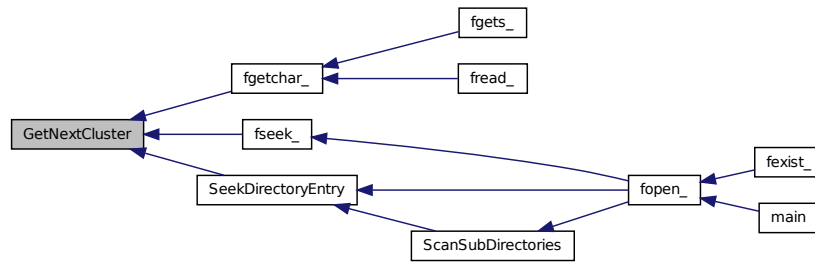 GetNextCluster
fgetchar_
fgets_
fread_
fseek_
SeekDirectoryEntry
ScanSubDirectories
fopen_
fexist_
main